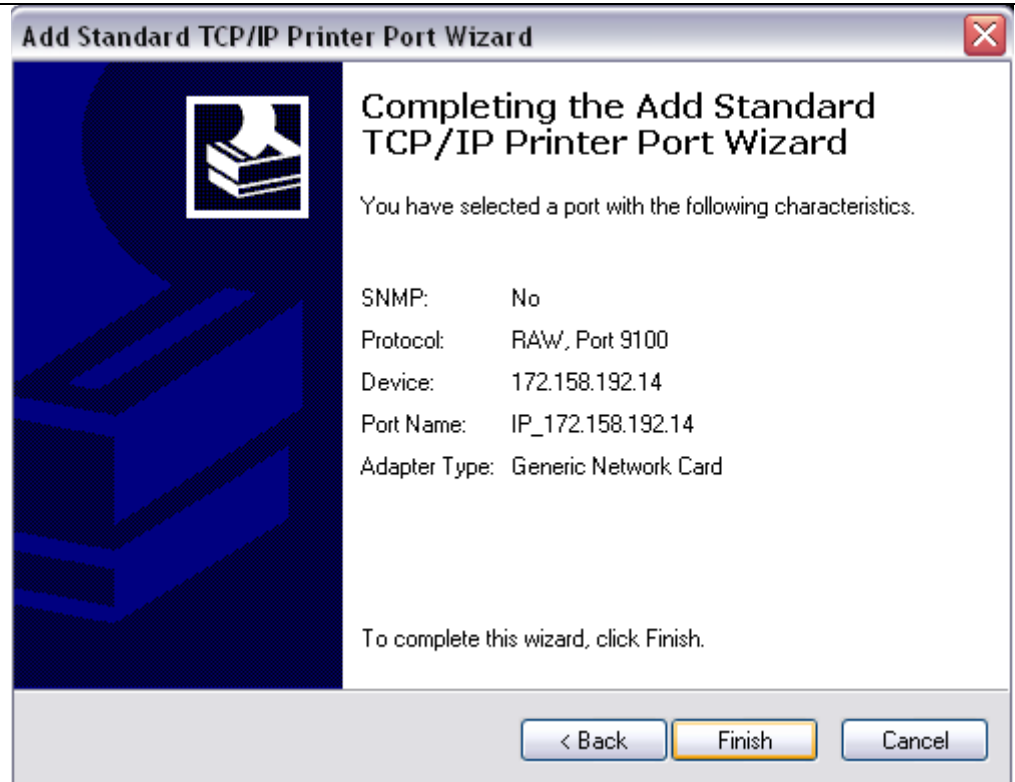 Add Standard TCP/IP Printer Port Wizard
Completing the Add Standard
TCP/IP Printer Port Wizard
You have selected a port with the following characteristics.
SNMP: No
Protocol: RAW, Port 9100
Device: 172.158.192.14
Port Name: IP_172.158.192.14
Adapter Type: Generic Network Card
To complete this wizard, click Finish.
< Back Finish Cancel